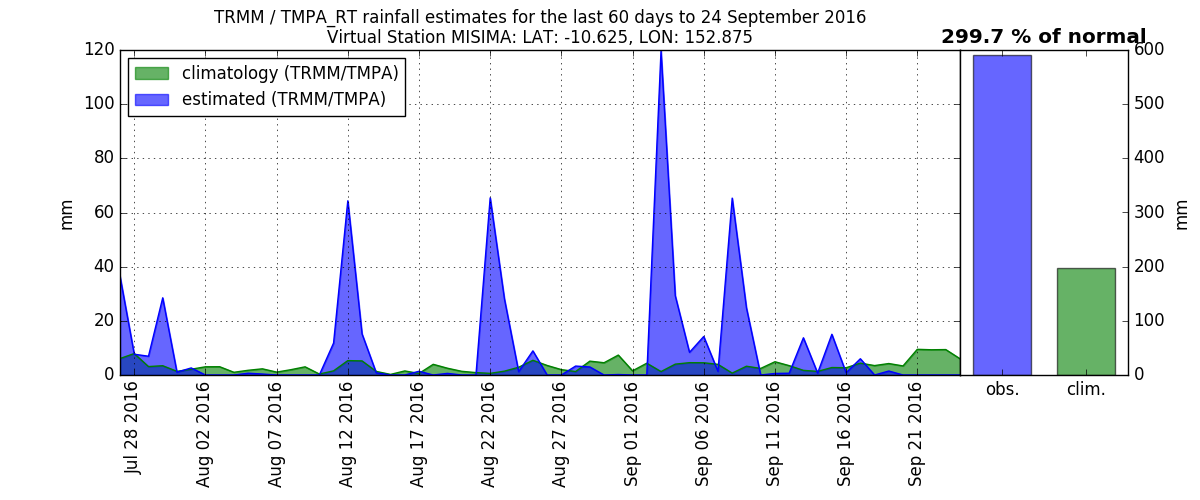 TRMM / TMPA_RT rainfall estimates for the last 60 days to 24 September 2016
Virtual Station MISIMA: LAT: -10.625, LON: 152.875
299.7 % of normal
climatology (TRMM/TMPA)
estimated (TRMM/TMPA)
mm
120
100
80
60
40
20
0
Jul 28 2016
Aug 02 2016
Aug 07 2016
Aug 12 2016
Aug 17 2016
Aug 22 2016
Aug 27 2016
Sep 01 2016
Sep 06 2016
Sep 11 2016
Sep 16 2016
Sep 21 2016
obs.
clim.
600
500
400
300
200
100
0
mm